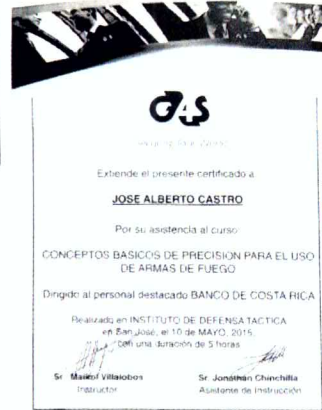 G4S
Extiende el presente certificado a
JOSE ALBERTO CASTRO
Por su asistencia al curso:
CONCEPTOS BASICOS DE PRECISION PARA EL USO
DE ARMAS DE FUEGO
Dirigido al personal destacado BANCO DE COSTA RICA
Realizado en INSTITUTO DE DEFENSA TACTICA
en San José, el 10 de MAYO, 2015
con una duración de 5 horas
Sr. Maikol Villalobos
Instructor
Sr. Jonathan Chinchilla
Asistente de Instrucción